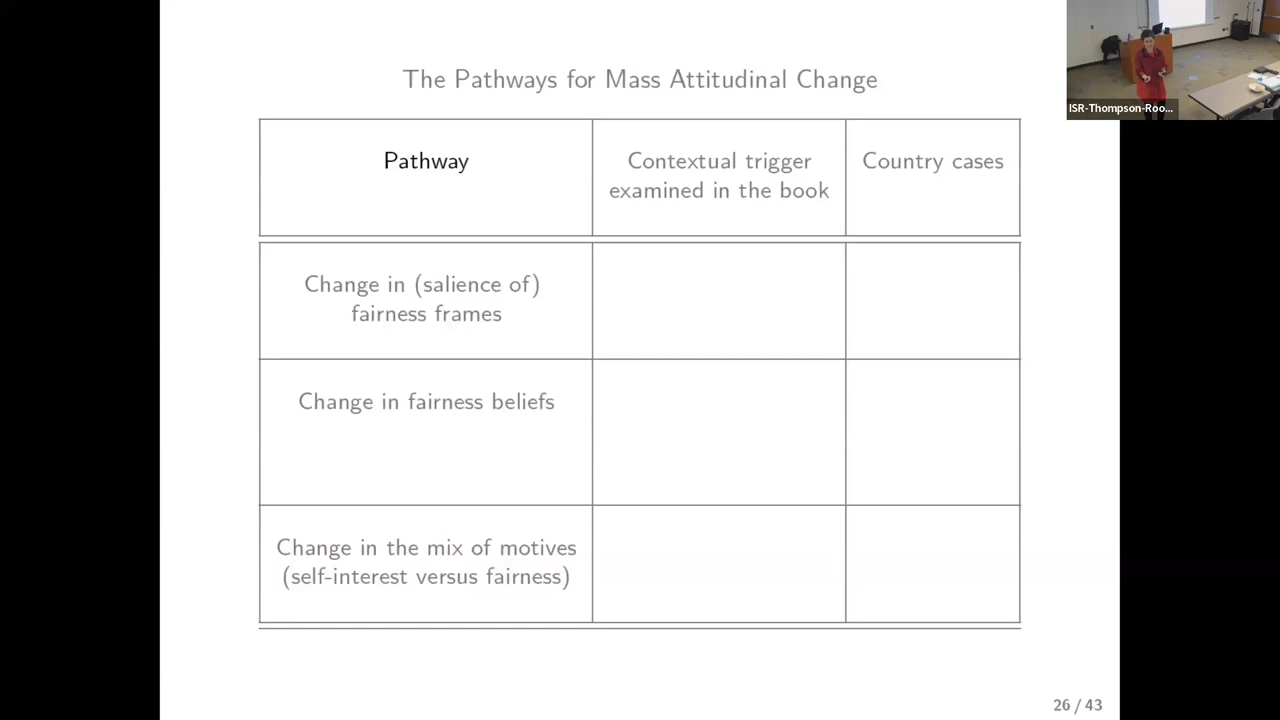 The Pathways for Mass Attitudinal Change
Pathway
Contextual trigger
examined in the book
Country cases
Change in (salience of)
fairness frames
Change in fairness beliefs
Change in the mix of motives
(self-interest versus fairness)
26 / 43
ISR-Thompson-Roo...